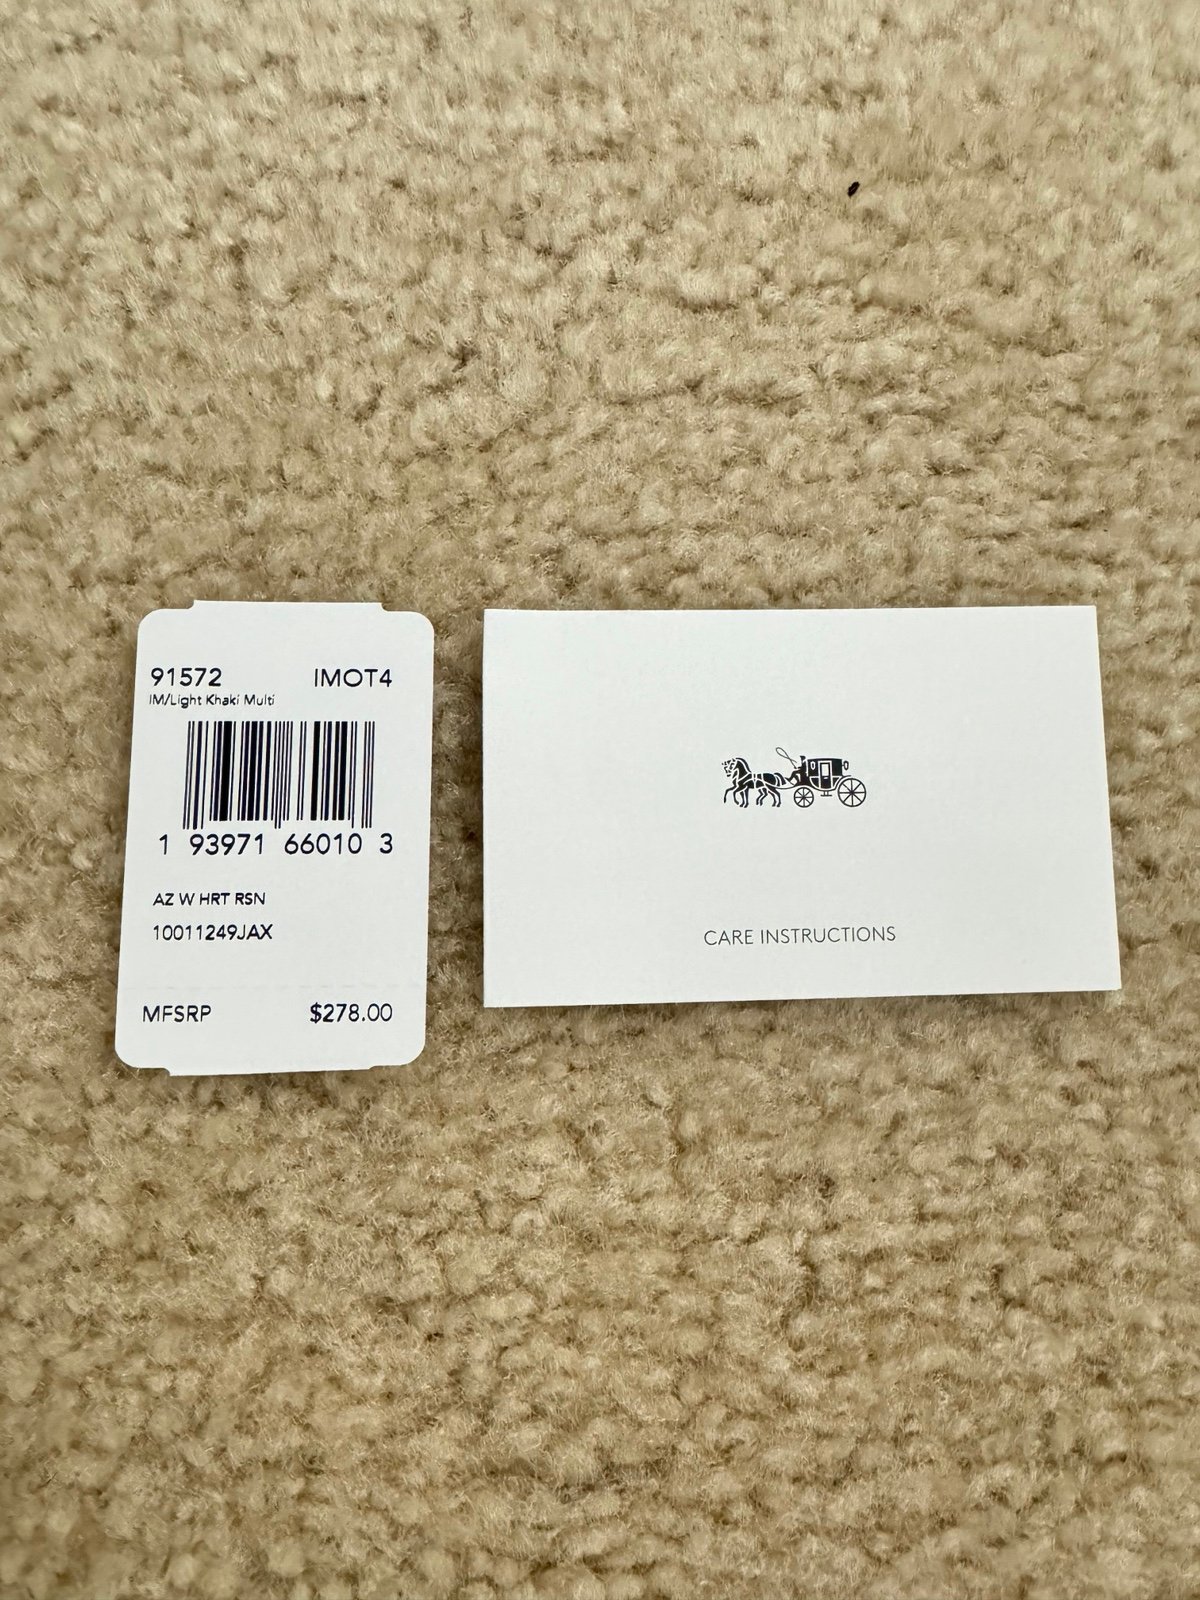 91572 IMOT4
IM/Light Khaki Multi
1 93971 66010 3
AZ W HRT RSN
10011249JAX
MFSRP $278.00
CARE INSTRUCTIONS